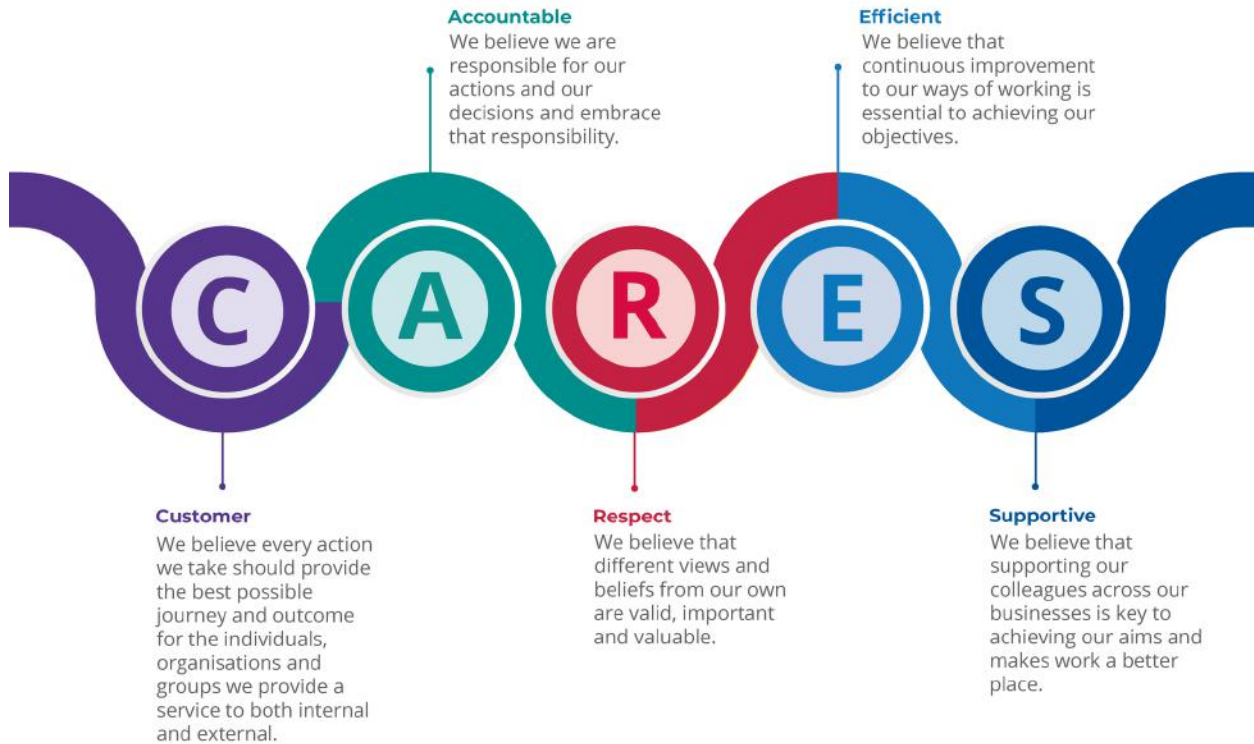 Accountable
We believe we are
responsible for our
actions and our
decisions and embrace
that responsibility.
Efficient
We believe that
continuous improvement
to our ways of working is
essential to achieving our
objectives.
C
A
R
E
S
Customer
We believe every action
we take should provide
the best possible
journey and outcome
for the individuals,
organisations and
groups we provide a
service to both internal
and external.
Respect
We believe that
different views and
beliefs from our own
are valid, important
and valuable.
Supportive
We believe that
supporting our
colleagues across our
businesses is key to
achieving our aims and
makes work a better
place.